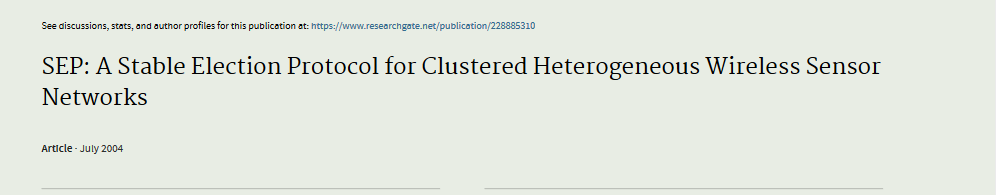 See discussions, stats, and author profiles for this publication at: https://www.researchgate.net/publication/228885310
SEP: A Stable Election Protocol for Clustered Heterogeneous Wireless Sensor
Networks
Article · July 2004